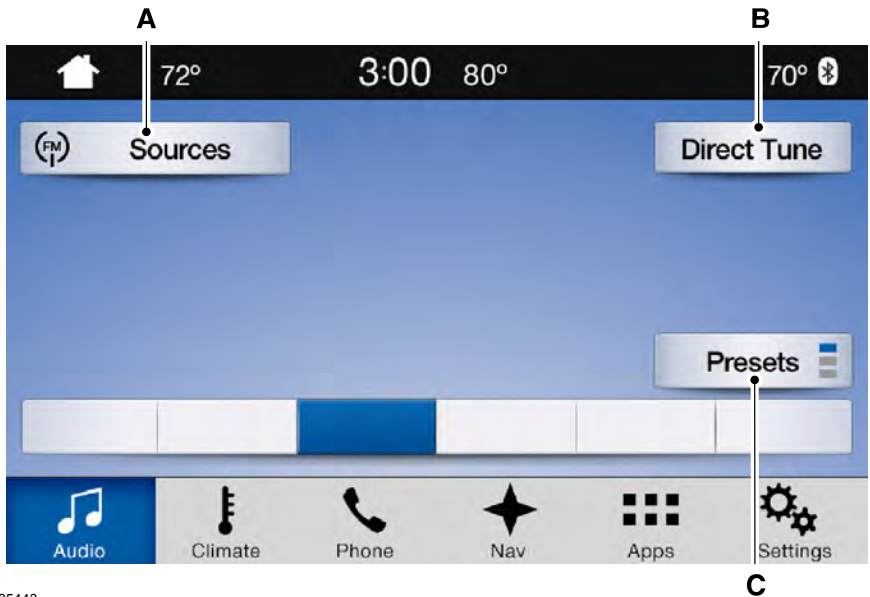 A B
72° 3:00 80° 70°
FM Sources Direct Tune
Presets
Audio Climate Phone Nav Apps Settings
C